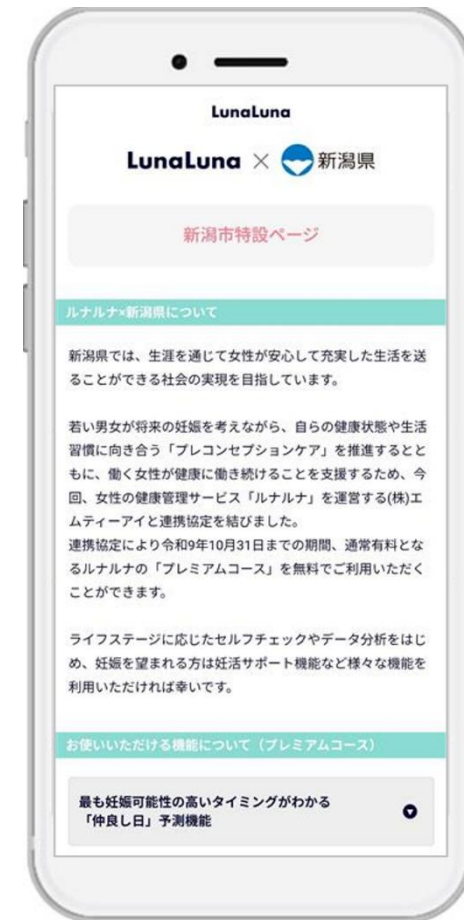 LunaLuna
LunaLuna × 新潟県
新潟市特設ページ
ルナルナ×新潟県について
新潟県では、生涯を通じて女性が安心して充実した生活を送
ることができる社会の実現を目指しています。
若い男女が将来の妊娠を考えながら、自らの健康状態や生活
習慣に向き合う「プレコンセプションケア」を推進するとと
もに、働く女性が健康に働き続けることを支援するため、今
回、女性の健康管理サービス「ルナルナ」を運営する(株)エ
ムティーアイと連携協定を結びました。
連携協定により令和9年10月31日までの期間、通常有料とな
るルナルナの「プレミアムコース」を無料でご利用いただく
ことができます。
ライフステージに応じたセルフチェックやデータ分析をはじ
め、妊娠を望まれる方は妊活サポート機能など様々な機能を
利用いただければ幸いです。
お使いいただける機能について（プレミアムコース）
最も妊娠可能性の高いタイミングがわかる
「仲良し日」予測機能